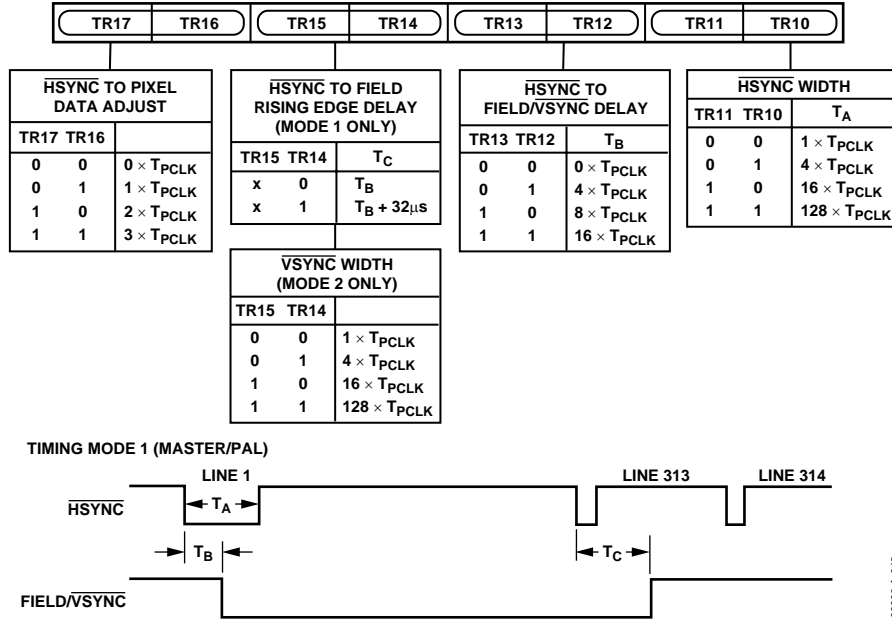 TR17 TR16 TR15 TR14 TR13 TR12 TR11 TR10
HSYNC TO PIXEL
DATA ADJUST
TR17 TR16
0 0 0 × TPCLK
0 1 1 × TPCLK
1 0 2 × TPCLK
1 1 3 × TPCLK
HSYNC TO FIELD
RISING EDGE DELAY
(MODE 1 ONLY)
TR15 TR14 TC
x 0 TB
x 1 TB + 32µs
VSYNC WIDTH
(MODE 2 ONLY)
TR15 TR14
0 0 1 × TPCLK
0 1 4 × TPCLK
1 0 16 × TPCLK
1 1 128 × TPCLK
HSYNC TO
FIELD/VSYNC DELAY
TR13 TR12 TB
0 0 0 × TPCLK
0 1 4 × TPCLK
1 0 8 × TPCLK
1 1 16 × TPCLK
HSYNC WIDTH
TR11 TR10 TA
0 0 1 × TPCLK
0 1 4 × TPCLK
1 0 16 × TPCLK
1 1 128 × TPCLK
TIMING MODE 1 (MASTER/PAL)
LINE 1 LINE 313 LINE 314
HSYNC
TA
TB
TC
FIELD/VSYNC